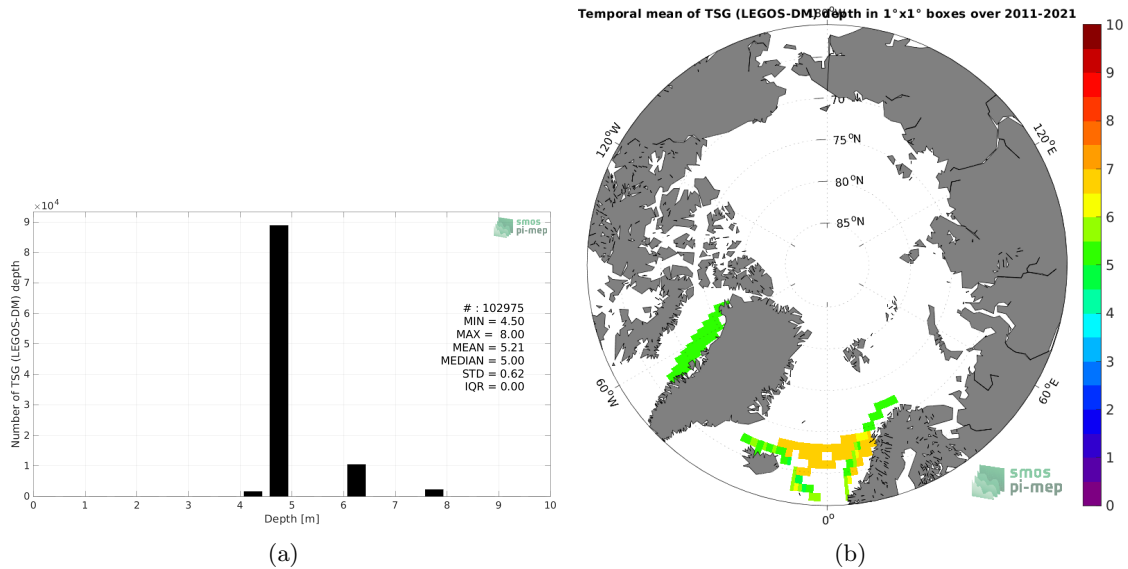 Temporal mean of TSG (LEGOS-DM) depth in 1°x1° boxes over 2011-2021
×10⁴
9
8
7
6
5
4
3
2
1
0
Number of TSG (LEGOS-DM) depth
smos
pi-mep
# : 102975
MIN = 4.50
MAX = 8.00
MEAN = 5.21
MEDIAN = 5.00
STD = 0.62
IQR = 0.00
0 1 2 3 4 5 6 7 8 9 10
Depth [m]
(a)
180°W
120°W
120°E
70
75°N
80°N
85°N
60°W
60°E
0°
smos
pi-mep
10
9
8
7
6
5
4
3
2
1
0
(b)